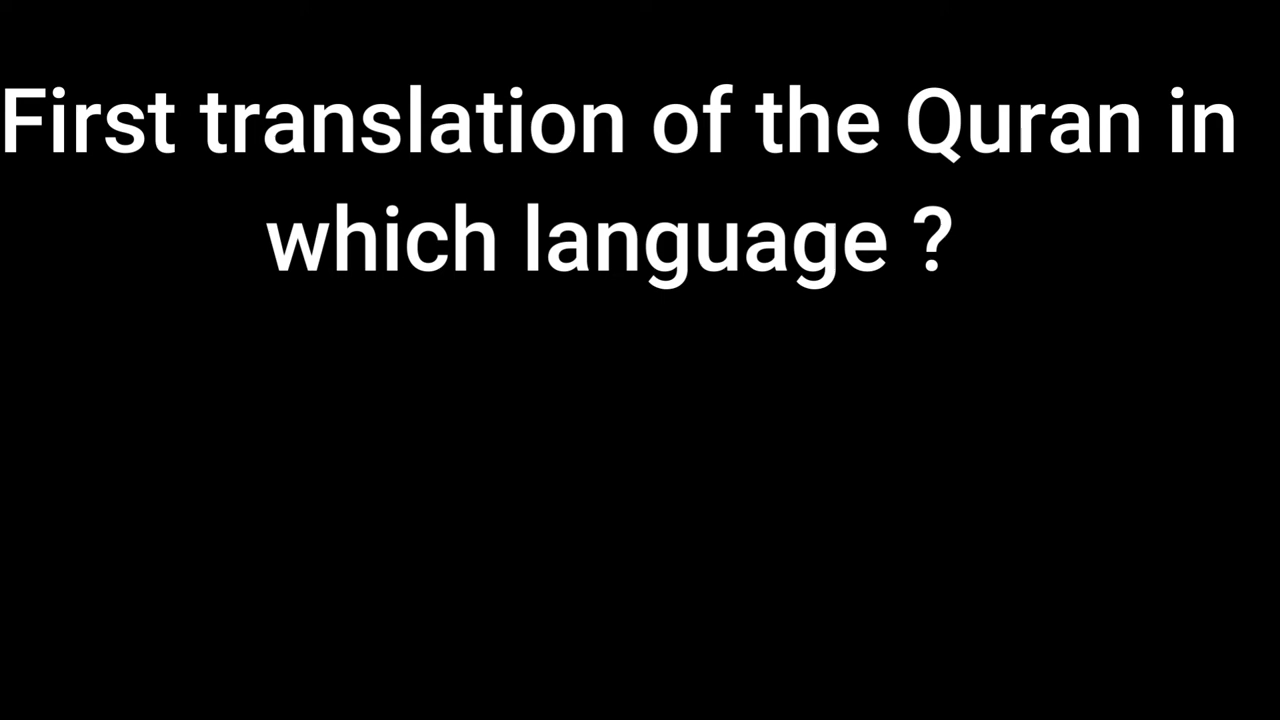 First translation of the Quran in
which language ?